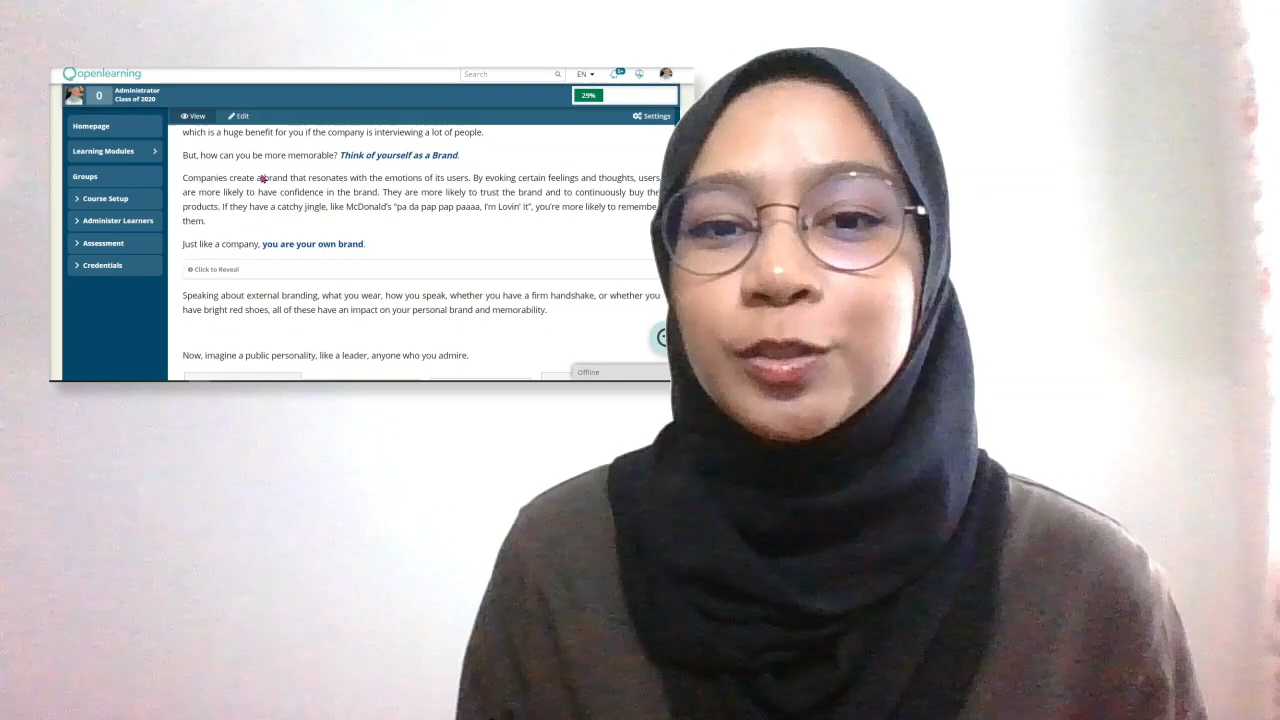 openlearning
Search
EN
5+
0
Administrator
Class of 2020
29%
View
Edit
Settings
Homepage
Learning Modules
Groups
Course Setup
Administer Learners
Assessment
Credentials
which is a huge benefit for you if the company is interviewing a lot of people.
But, how can you be more memorable? Think of yourself as a Brand.
Companies create a brand that resonates with the emotions of its users. By evoking certain feelings and thoughts, users
are more likely to have confidence in the brand. They are more likely to trust the brand and to continuously buy the
products. If they have a catchy jingle, like McDonald's "pa da pap pap paaaa, I'm Lovin' It", you're more likely to remembe
them.
Just like a company, you are your own brand.
Click to Reveal
Speaking about external branding, what you wear, how you speak, whether you have a firm handshake, or whether you
have bright red shoes, all of these have an impact on your personal brand and memorability.
Now, imagine a public personality, like a leader, anyone who you admire.
Offline